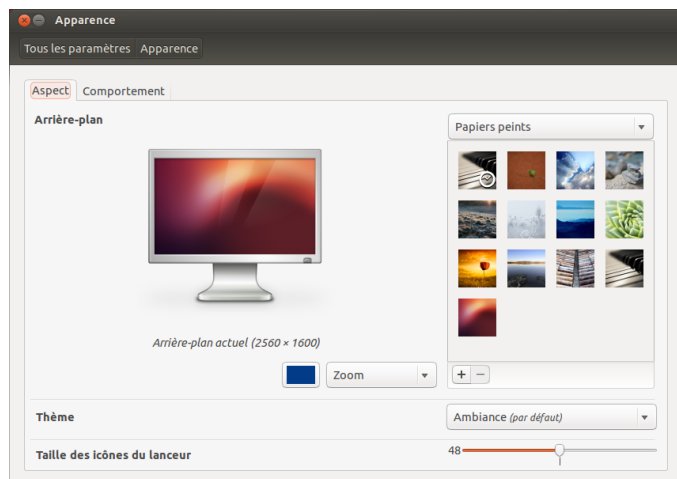 Apparence
Tous les paramètres Apparence
Aspect Comportement
Arrière-plan
Papiers peints
Arrière-plan actuel (2560 × 1600)
Zoom
+ −
Thème
Ambiance (par défaut)
Taille des icônes du lanceur
48